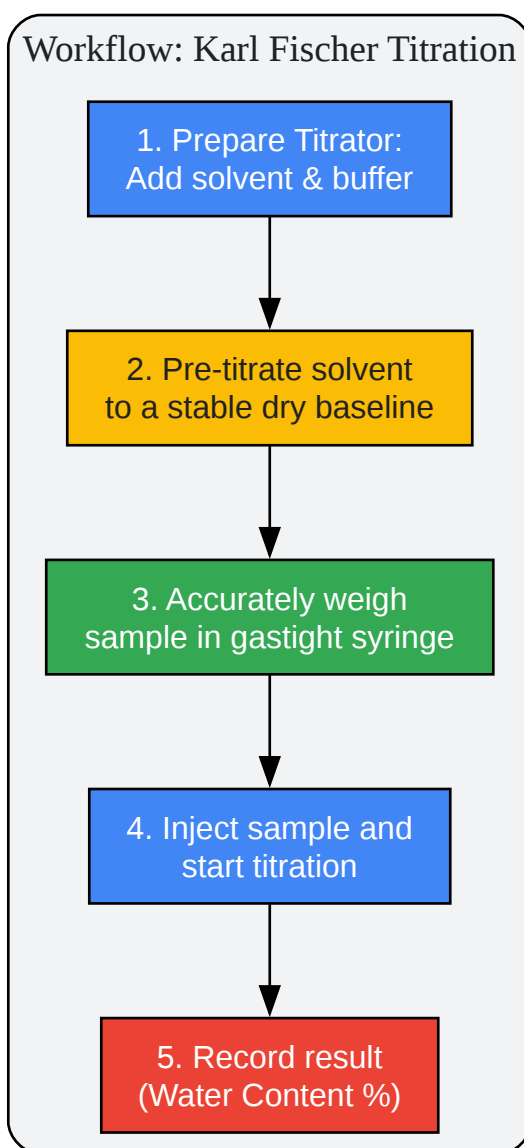 Workflow: Karl Fischer Titration
1. Prepare Titrator:
Add solvent & buffer
2. Pre-titrate solvent
to a stable dry baseline
3. Accurately weigh
sample in gastight syringe
4. Inject sample and
start titration
5. Record result
(Water Content %)